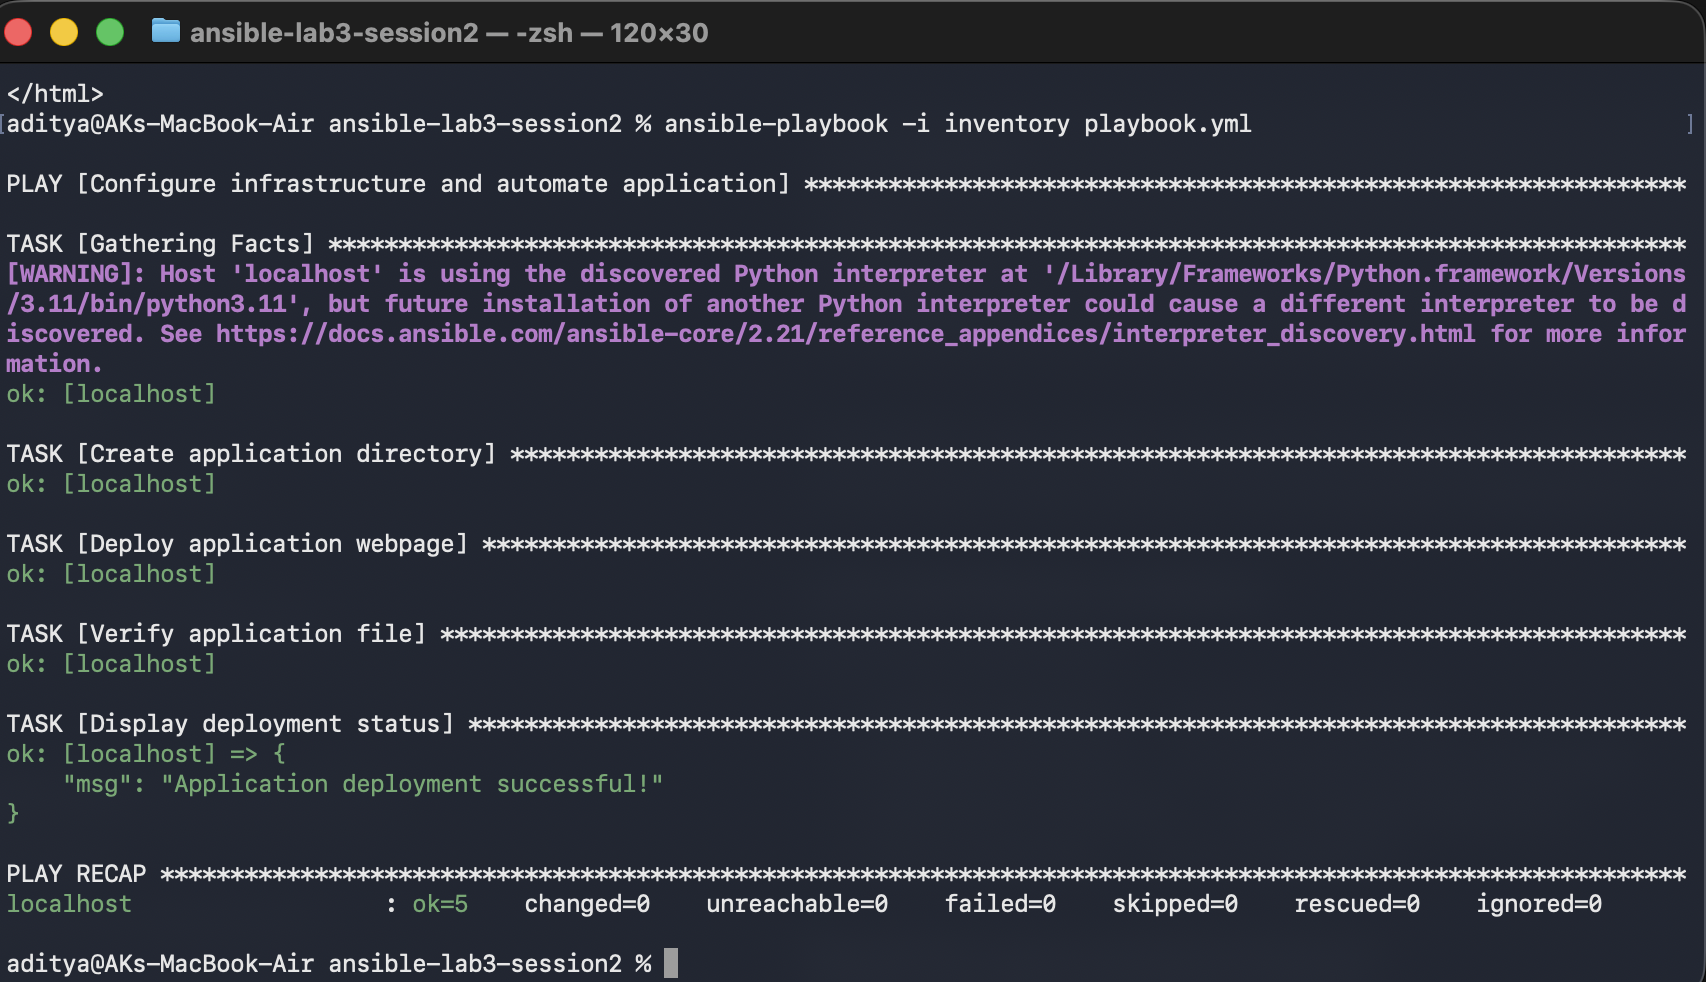 ansible-lab3-session2 — -zsh — 120×30
</html>
[aditya@AKs-MacBook-Air ansible-lab3-session2 % ansible-playbook -i inventory playbook.yml ]
PLAY [Configure infrastructure and automate application] ***************************************************************
TASK [Gathering Facts] *************************************************************************************************
[WARNING]: Host 'localhost' is using the discovered Python interpreter at '/Library/Frameworks/Python.framework/Versions
/3.11/bin/python3.11', but future installation of another Python interpreter could cause a different interpreter to be d
iscovered. See https://docs.ansible.com/ansible-core/2.21/reference_appendices/interpreter_discovery.html for more infor
mation.
ok: [localhost]
TASK [Create application directory] ************************************************************************************
ok: [localhost]
TASK [Deploy application webpage] **************************************************************************************
ok: [localhost]
TASK [Verify application file] *****************************************************************************************
ok: [localhost]
TASK [Display deployment status] ***************************************************************************************
ok: [localhost] => {
    "msg": "Application deployment successful!"
}
PLAY RECAP *************************************************************************************************************
localhost                  : ok=5    changed=0    unreachable=0    failed=0    skipped=0    rescued=0    ignored=0
aditya@AKs-MacBook-Air ansible-lab3-session2 %